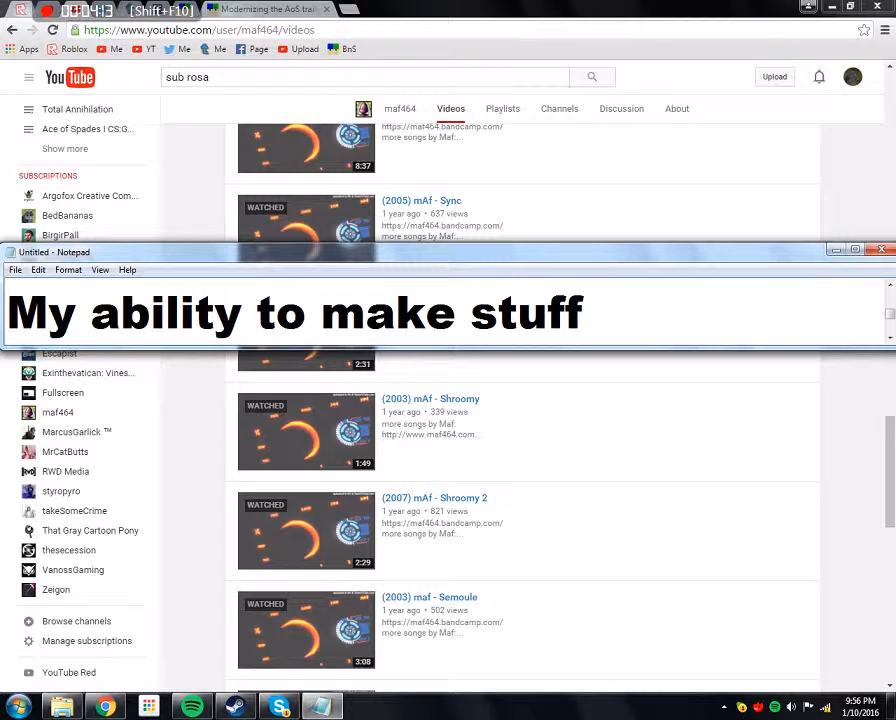 00:04:13
[Shift+F10]
Modernizing the AoS trail
https://www.youtube.com/user/maf464/videos
Apps Roblox Me YT Me Me Page Upload BnS
YouTube
sub rosa
Upload
maf464 Videos Playlists Channels Discussion About
Total Annihilation
Ace of Spades I CS:G...
Show more
SUBSCRIPTIONS
Argofox Creative Com...
BedBananas
BirgirPall
https://maf464.bandcamp.com/
more songs by Maf:...
8:37
WATCHED
(2005) mAf - Sync
1 year ago • 637 views
https://maf464.bandcamp.com/
more songs by Maf:...
Untitled - Notepad
File Edit Format View Help
My ability to make stuff
Escapist
Exinthevatican: Vines...
Fullscreen
maf464
MarcusGarlick ™
MrCatButts
RWD Media
styropyro
takeSomeCrime
That Gray Cartoon Pony
thesecession
VanossGaming
Zeigon
Browse channels
Manage subscriptions
YouTube Red
2:31
WATCHED
(2003) mAf - Shroomy
1 year ago • 339 views
more songs by Maf:
http://www.maf464.com...
1:49
WATCHED
(2007) mAf - Shroomy 2
1 year ago • 821 views
https://maf464.bandcamp.com/
more songs by Maf:...
2:29
WATCHED
(2003) maf - Semoule
1 year ago • 502 views
https://maf464.bandcamp.com/
more songs by Maf:...
3:08
9:56 PM
1/10/2016